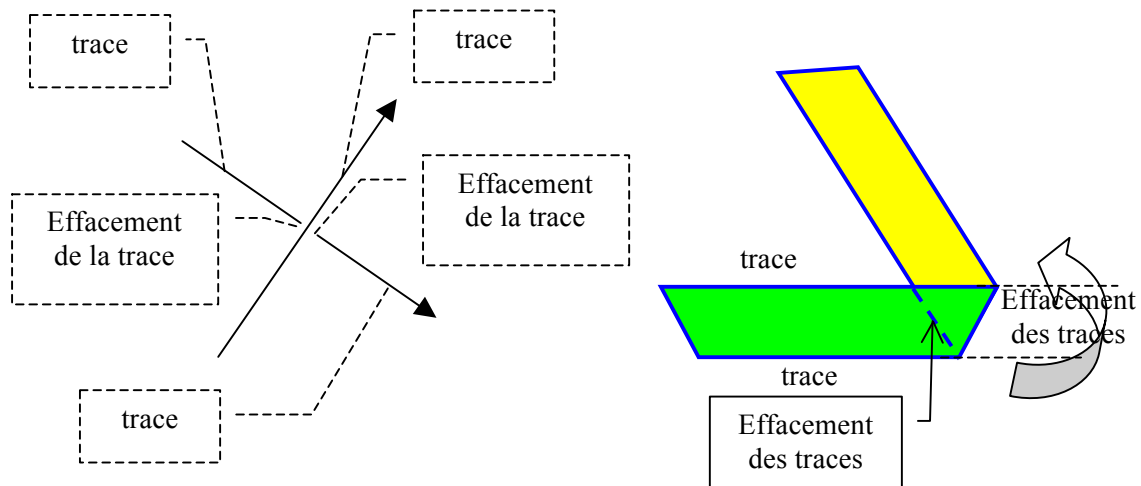 trace
trace
Effacement
de la trace
Effacement
de la trace
trace
trace
Effacement
des traces
trace
Effacement
des traces